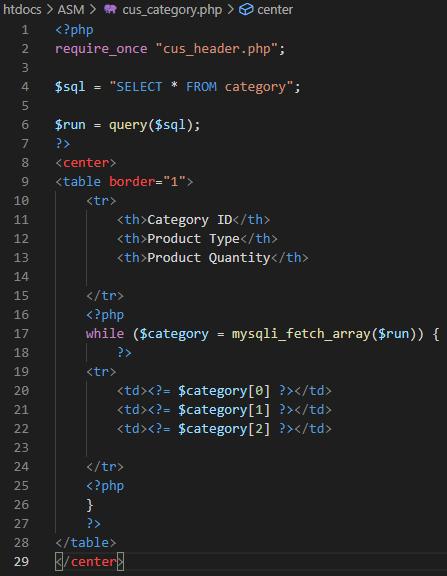 htdocs > ASM > cus_category.php > center
1 <?php
2 require_once "cus_header.php";
3
4 $sql = "SELECT * FROM category";
5
6 $run = query($sql);
7 ?>
8 <center>
9 <table border="1">
10     <tr>
11         <th>Category ID</th>
12         <th>Product Type</th>
13         <th>Product Quantity</th>
14
15     </tr>
16     <?php
17     while ($category = mysqli_fetch_array($run)) {
18         ?>
19     <tr>
20         <td><?= $category[0] ?></td>
21         <td><?= $category[1] ?></td>
22         <td><?= $category[2] ?></td>
23
24     </tr>
25     <?php
26     }
27     ?>
28 </table>
29 </center>